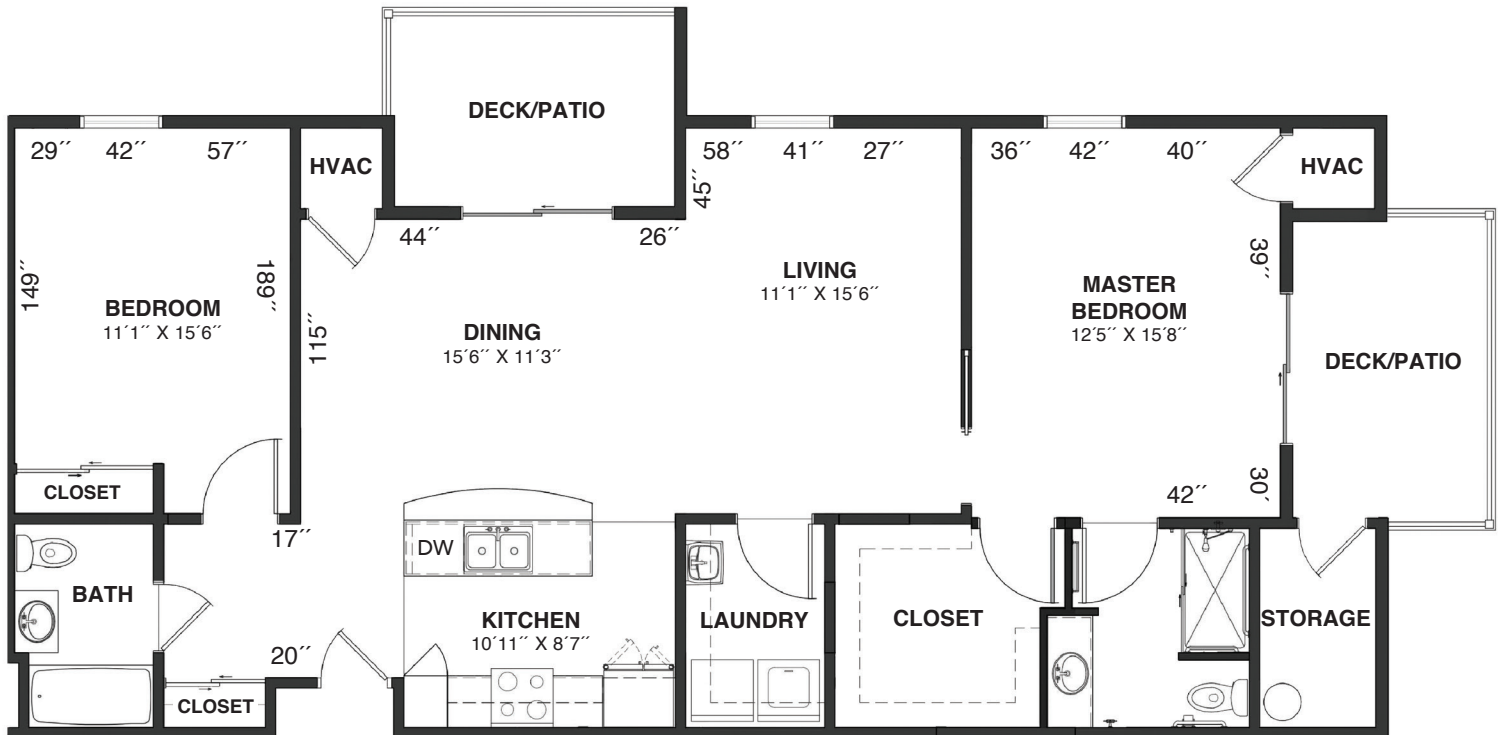 DECK/PATIO
29′′ 42′′ 57′′
HVAC
58′′ 41′′ 27′′
36′′ 42′′ 40′′
HVAC
45′′
44′′ 26′′
149′′
189′′
BEDROOM
11′1′′ X 15′6′′
115′′
DINING
15′6′′ X 11′3′′
LIVING
11′1′′ X 15′6′′
MASTER
BEDROOM
12′5′′ X 15′8′′
39′′
DECK/PATIO
30′
42′′
CLOSET
17′′
DW
BATH
KITCHEN
10′11′′ X 8′7′′
LAUNDRY
CLOSET
STORAGE
20′′
CLOSET